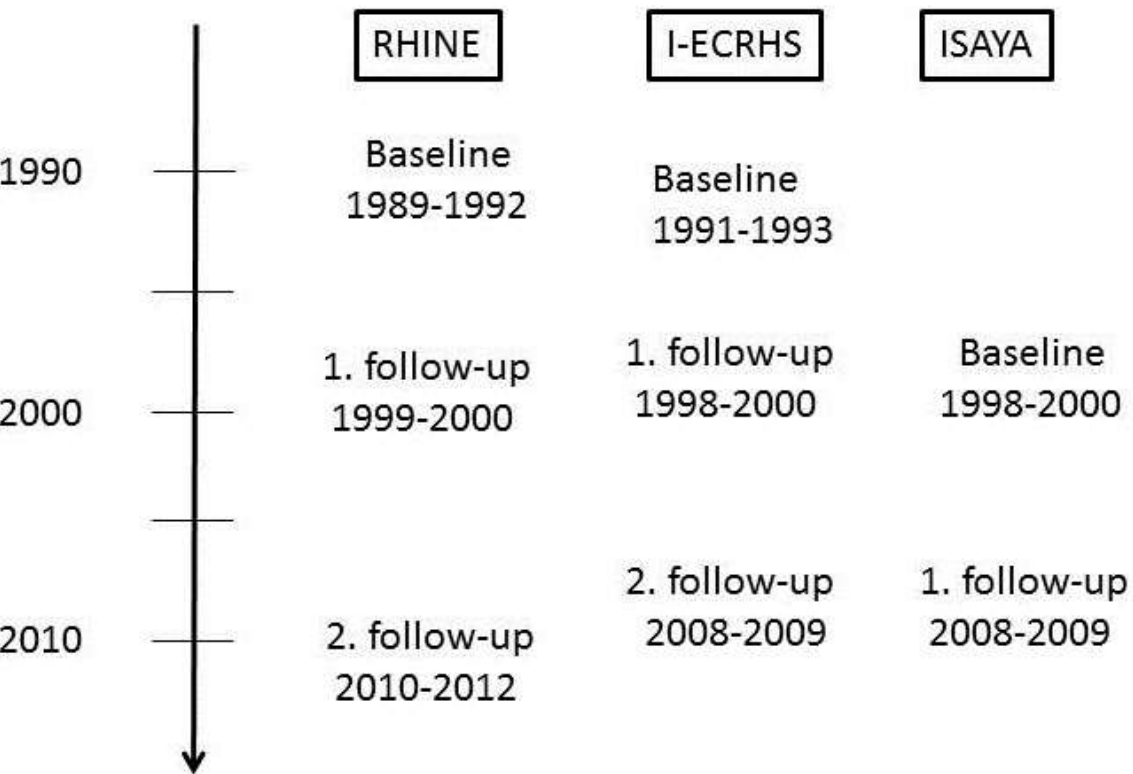 RHINE
I-ECRHS
ISAYA
1990
Baseline
1989-1992
Baseline
1991-1993
1. follow-up
1999-2000
1. follow-up
1998-2000
Baseline
1998-2000
2000
2. follow-up
2008-2009
1. follow-up
2008-2009
2010
2. follow-up
2010-2012